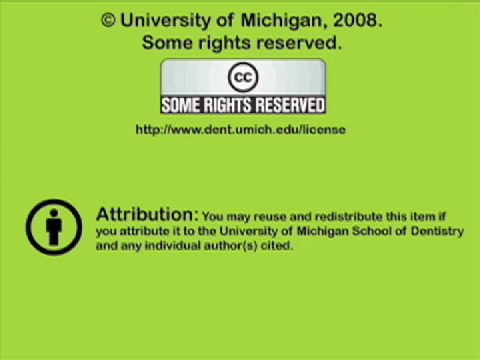 © University of Michigan, 2008.
Some rights reserved.
cc
SOME RIGHTS RESERVED
http://www.dent.umich.edu/license
Attribution: You may reuse and redistribute this item if
you attribute it to the University of Michigan School of Dentistry
and any individual author(s) cited.